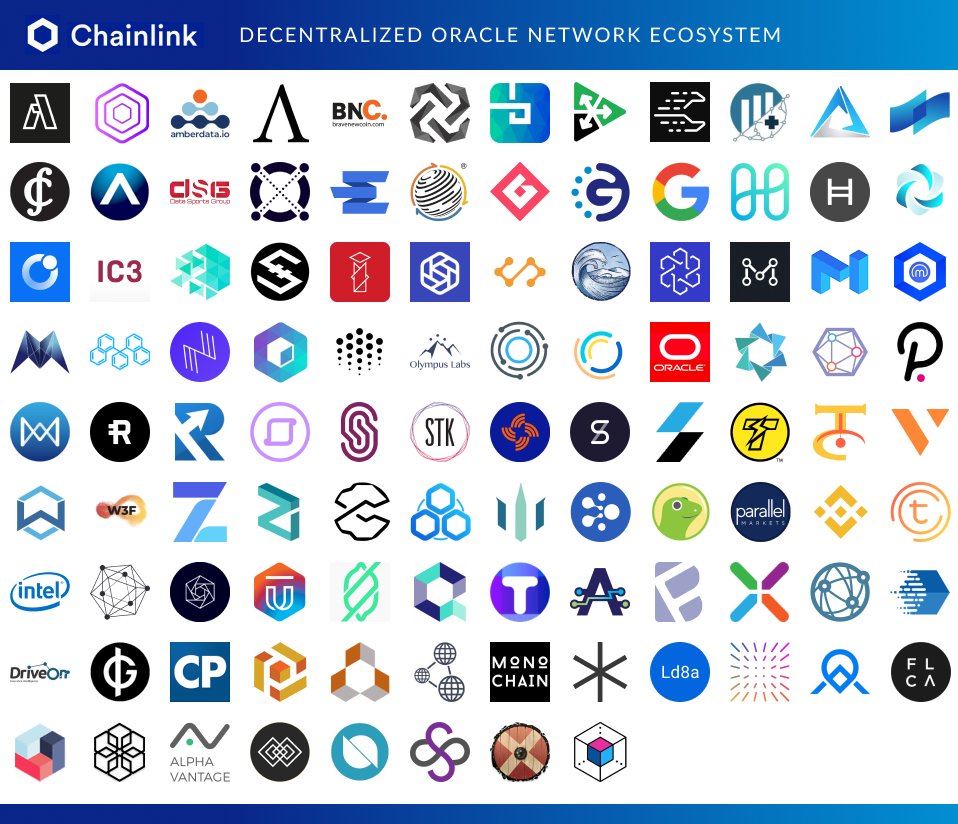 Chainlink DECENTRALIZED ORACLE NETWORK ECOSYSTEM
amberdata.io
BNC.
bravenewcoin.com
DSG
Data Sports Group
®
IC3
Olympus Labs
ORACLE
STK
TM
W3F
parallel
MARKETS
intel
DriveOn
CP
MONO
CHAIN
Ld8a
FL
CA
ALPHA
VANTAGE